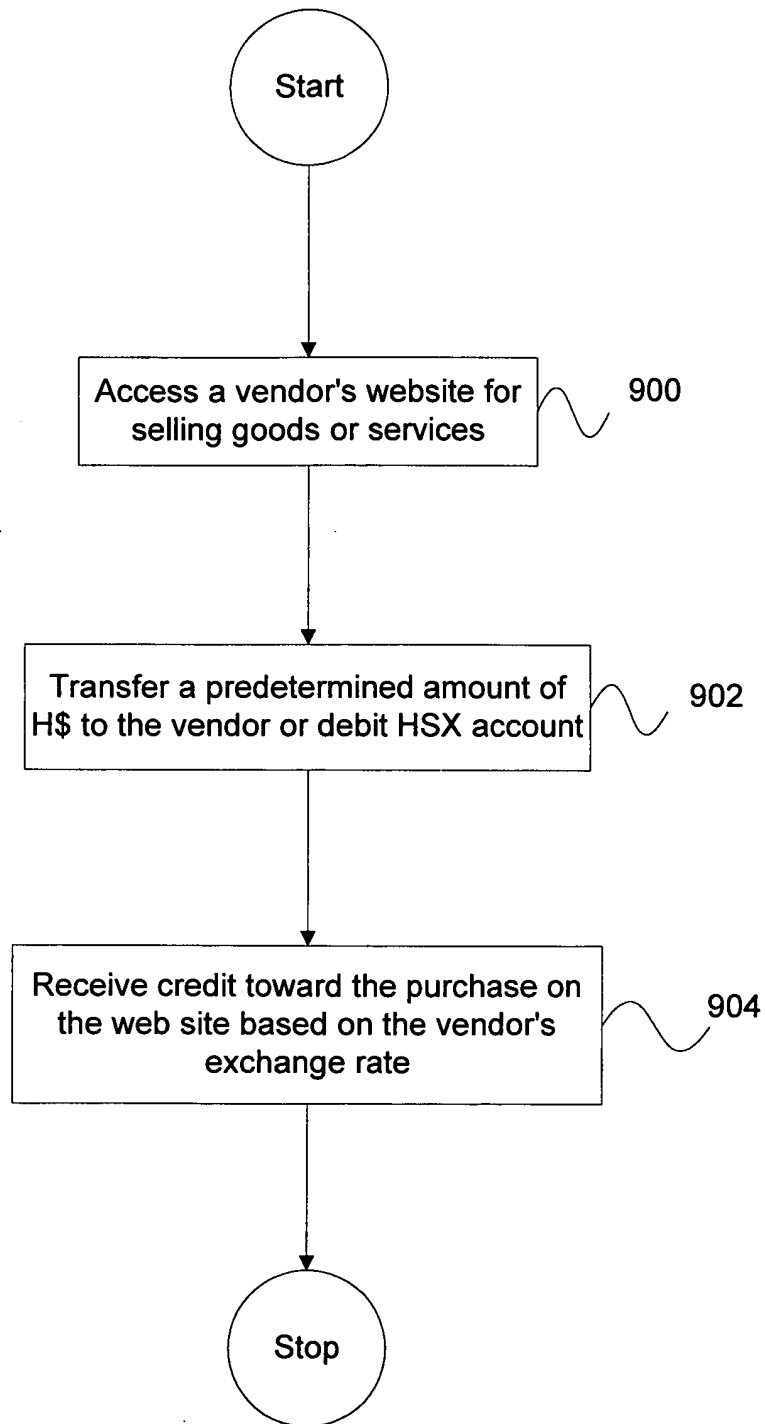 Start
Access a vendor's website for
selling goods or services
900
Transfer a predetermined amount of
H$ to the vendor or debit HSX account
902
Receive credit toward the purchase on
the web site based on the vendor's
exchange rate
904
Stop